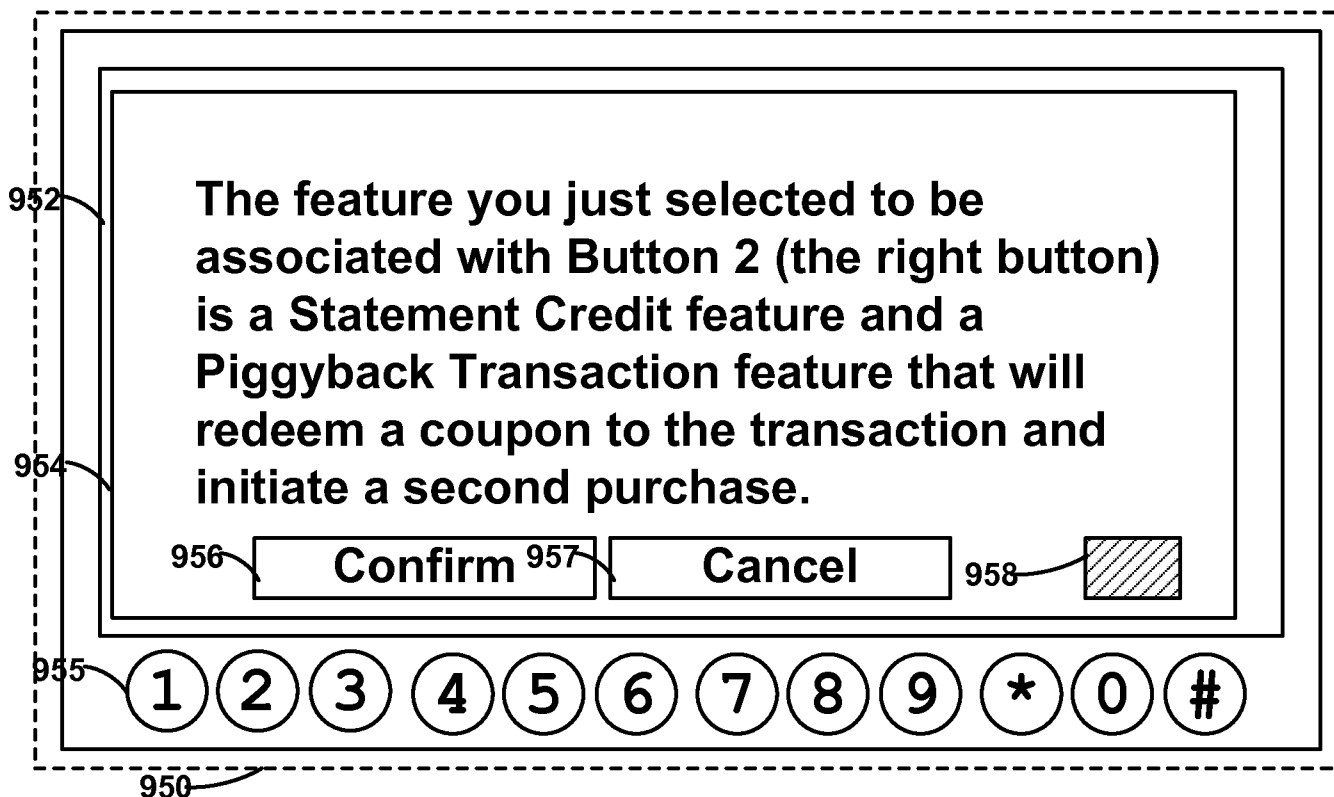 952
The feature you just selected to be
associated with Button 2 (the right button)
is a Statement Credit feature and a
Piggyback Transaction feature that will
redeem a coupon to the transaction and
initiate a second purchase.
964
956 Confirm 957 Cancel 958
955 1 2 3 4 5 6 7 8 9 * 0 #
950